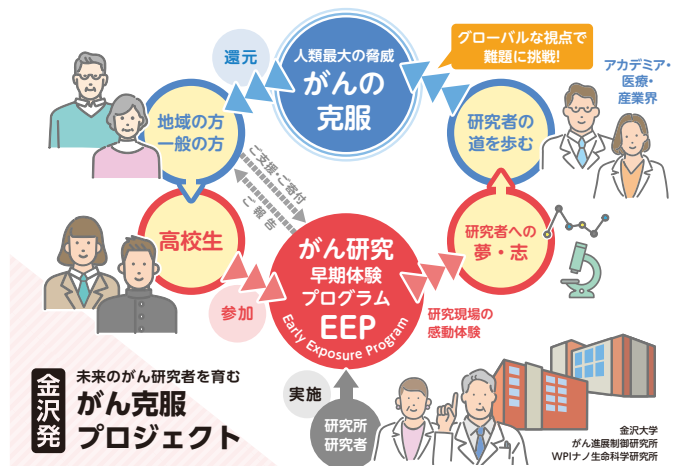 還元
人類最大の脅威
がんの
克服
グローバルな視点で
難題に挑戦!
アカデミア・
医療・
産業界
地域の方
一般の方
研究者の
道を歩む
ご支援・ご寄付
ご報告
高校生
がん研究
早期体験
プログラム
EEP
Early Exposure Program
研究者への
夢・志
参加
研究現場の
感動体験
金沢発
未来のがん研究者を育む
がん克服
プロジェクト
実施
研究所
研究者
金沢大学
がん進展制御研究所
WPIナノ生命科学研究所